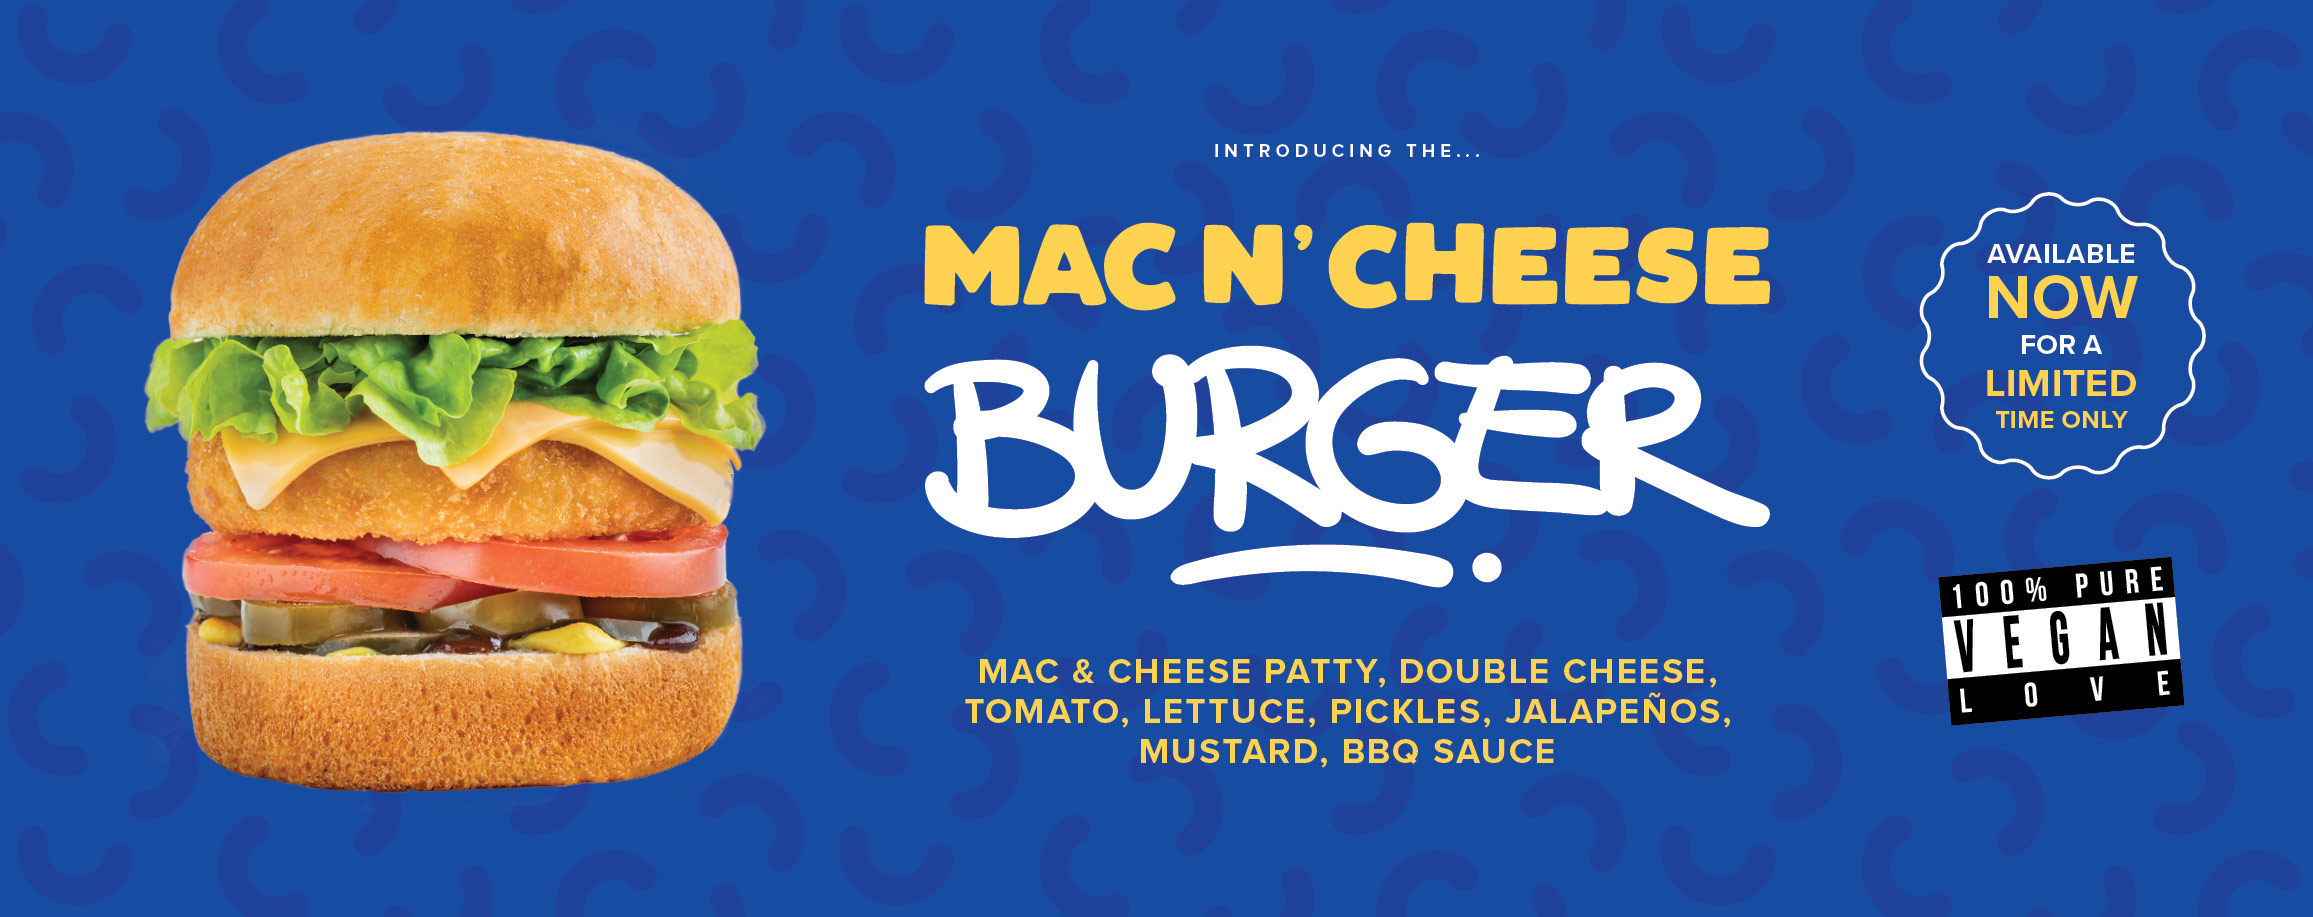 INTRODUCING THE...
MAC N' CHEESE
BURGER
MAC & CHEESE PATTY, DOUBLE CHEESE,
TOMATO, LETTUCE, PICKLES, JALAPEÑOS,
MUSTARD, BBQ SAUCE
AVAILABLE
NOW
FOR A
LIMITED
TIME ONLY
100% PURE
VEGAN
LOVE